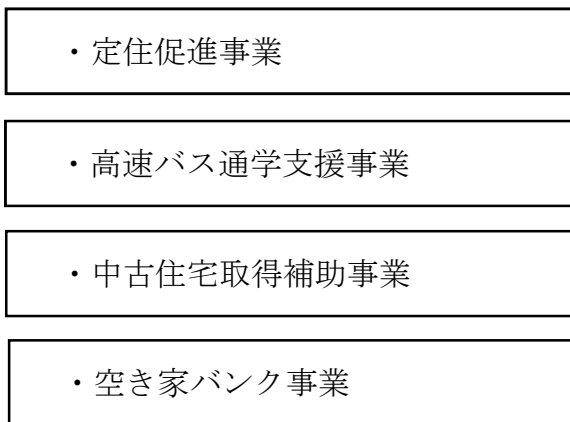 ・定住促進事業
・高速バス通学支援事業
・中古住宅取得補助事業
・空き家バンク事業